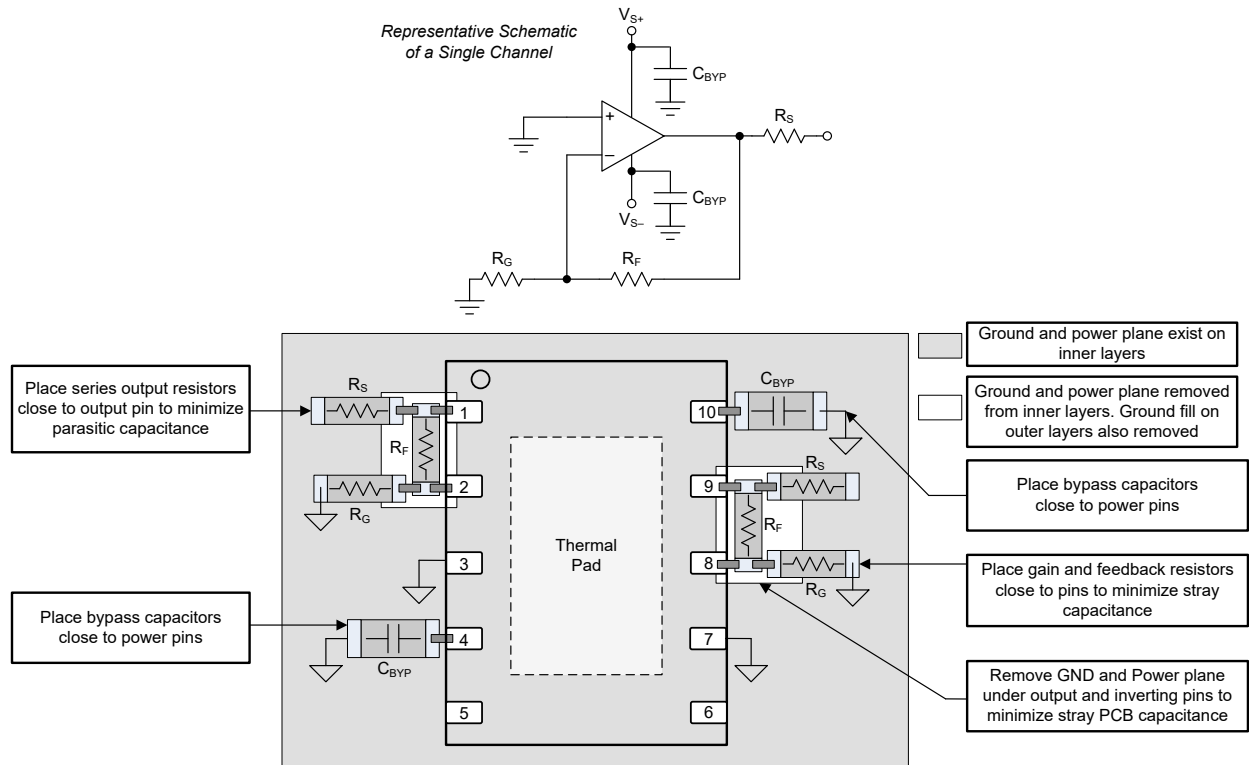 Representative Schematic
of a Single Channel
VS+
CBYP
+
–
RS
CBYP
VS–
RG
RF
Ground and power plane exist on
inner layers
Ground and power plane removed
from inner layers. Ground fill on
outer layers also removed
Place series output resistors
close to output pin to minimize
parasitic capacitance
RS
1
RF
2
RG
3
Place bypass capacitors
close to power pins
4
CBYP
5
Thermal
Pad
CBYP
10
RS
9
RF
8
RG
7
6
Place bypass capacitors
close to power pins
Place gain and feedback resistors
close to pins to minimize stray
capacitance
Remove GND and Power plane
under output and inverting pins to
minimize stray PCB capacitance